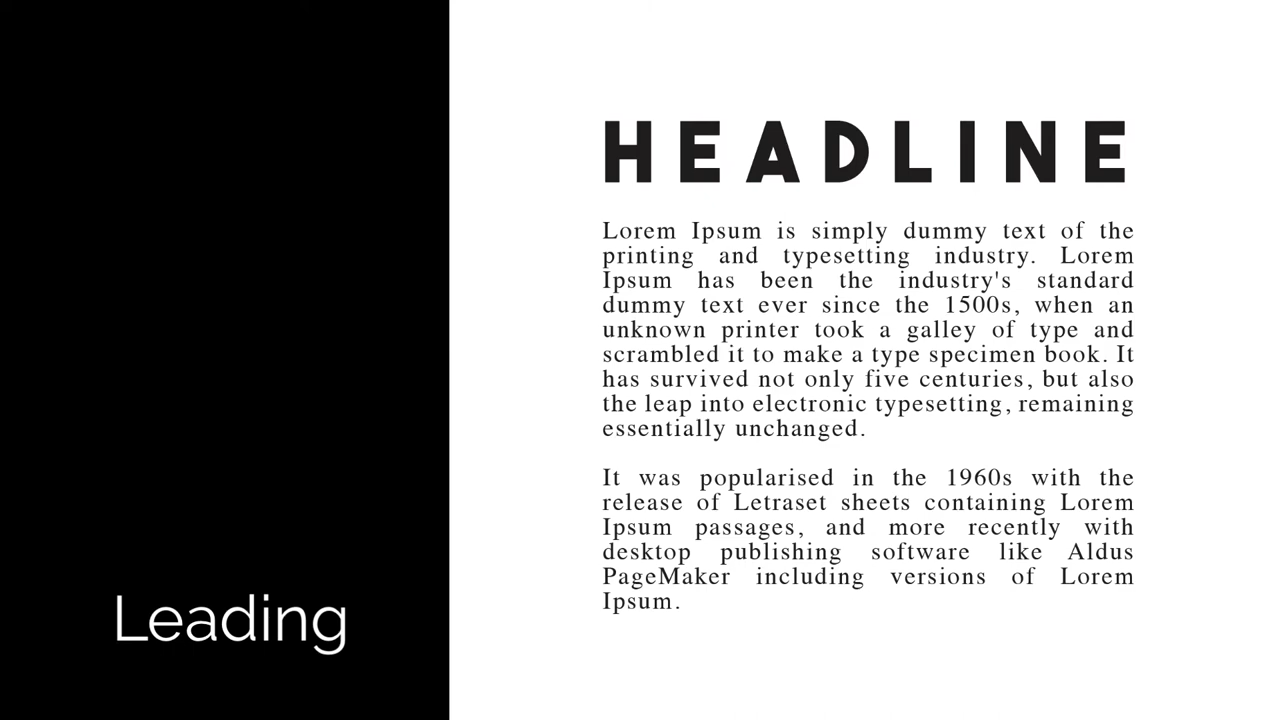 HEADLINE
Lorem Ipsum is simply dummy text of the
printing and typesetting industry. Lorem
Ipsum has been the industry's standard
dummy text ever since the 1500s, when an
unknown printer took a galley of type and
scrambled it to make a type specimen book. It
has survived not only five centuries, but also
the leap into electronic typesetting, remaining
essentially unchanged.
It was popularised in the 1960s with the
release of Letraset sheets containing Lorem
Ipsum passages, and more recently with
desktop publishing software like Aldus
PageMaker including versions of Lorem
Ipsum.
Leading